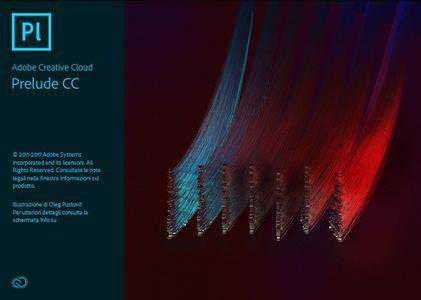 Pl
Adobe Creative Cloud
Prelude CC
© 2011-2017 Adobe Systems
Incorporated and its licensors. All
Rights Reserved. Consultate le note
legali nella finestra Informazioni sul
prodotto.
Illustrazione di Oleg Pustovit
Per ulteriori dettagli consulta la
schermata Info su.